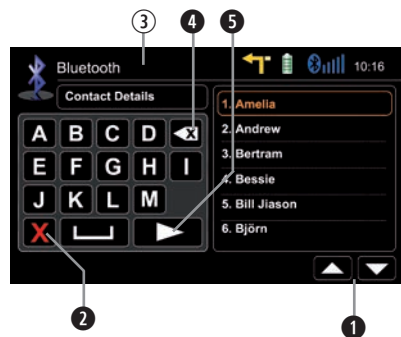 3 4 5
Bluetooth 10:16
Contact Details
1. Amelia
A B C D X
2. Andrew
E F G H I
3. Bertram
4. Bessie
J K L M
5. Bill Jiason
X
6. Björn
2 1